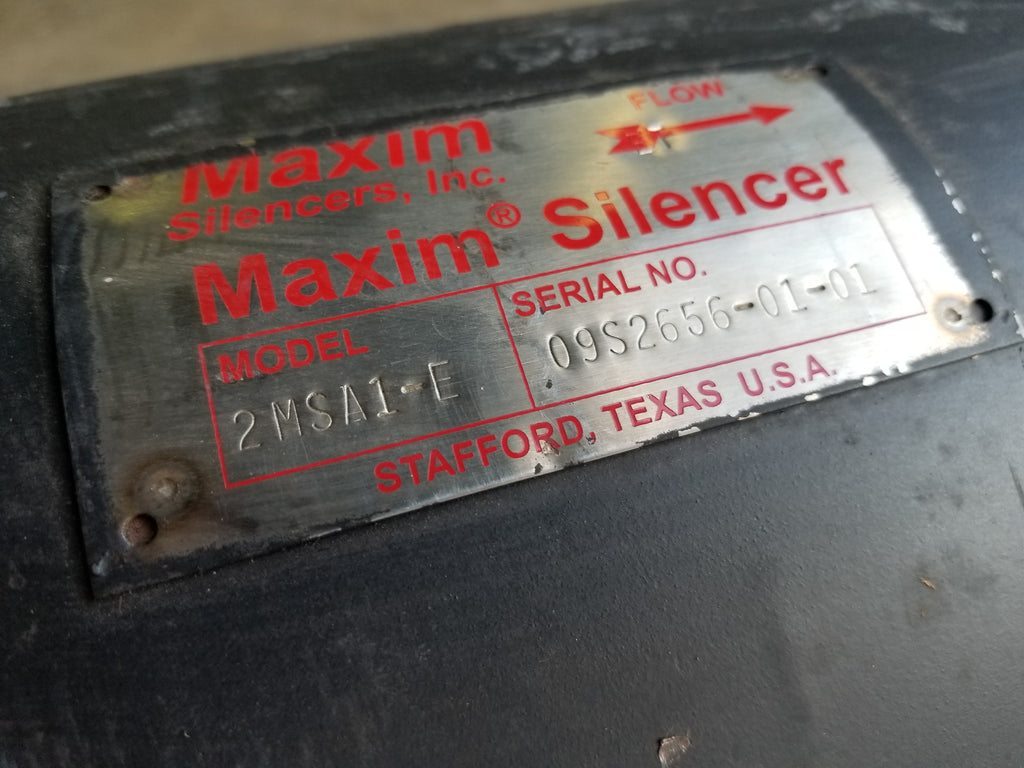 Maxim
Silencers, Inc.
FLOW
Maxim® Silencer
MODEL
2MSA1-E
SERIAL NO.
09S2656-01-01
STAFFORD, TEXAS U.S.A.